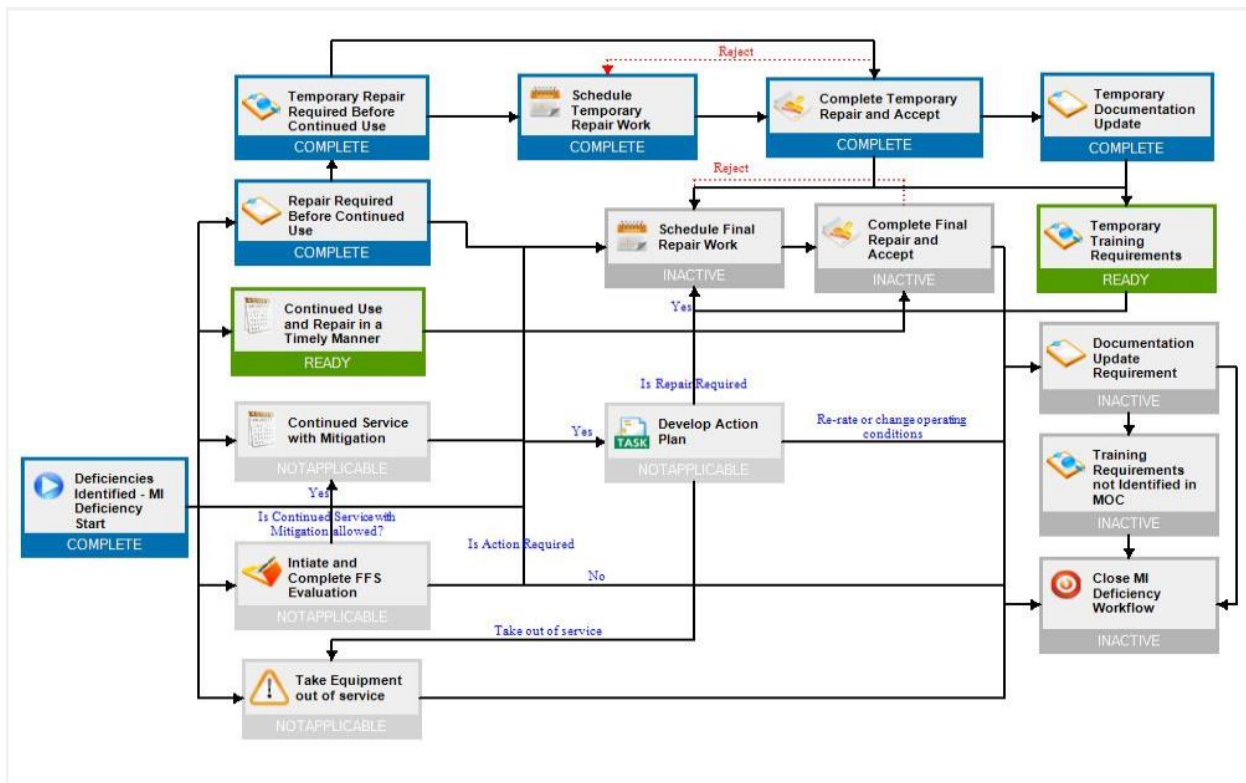 Reject
Temporary Repair
Required Before
Continued Use
COMPLETE
Schedule
Temporary
Repair Work
COMPLETE
Complete Temporary
Repair and Accept
COMPLETE
Temporary
Documentation
Update
COMPLETE
Reject
Repair Required
Before Continued
Use
COMPLETE
Schedule Final
Repair Work
INACTIVE
Complete Final
Repair and
Accept
INACTIVE
Temporary
Training
Requirements
READY
Continued Use
and Repair in a
Timely Manner
READY
Yes
Documentation
Update
Requirement
INACTIVE
Is Repair Required
Continued Service
with Mitigation
NOTAPPLICABLE
Yes
TASK
Develop Action
Plan
NOTAPPLICABLE
Re-rate or change operating
conditions
Training
Requirements
not Identified in
MOC
INACTIVE
Deficiencies
Identified - MI
Deficiency
Start
COMPLETE
Yes
Is Continued Service with
Mitigation allowed?
Is Action Required
Intiate and
Complete FFS
Evaluation
NOTAPPLICABLE
No
Close MI
Deficiency
Workflow
INACTIVE
Take out of service
Take Equipment
out of service
NOTAPPLICABLE